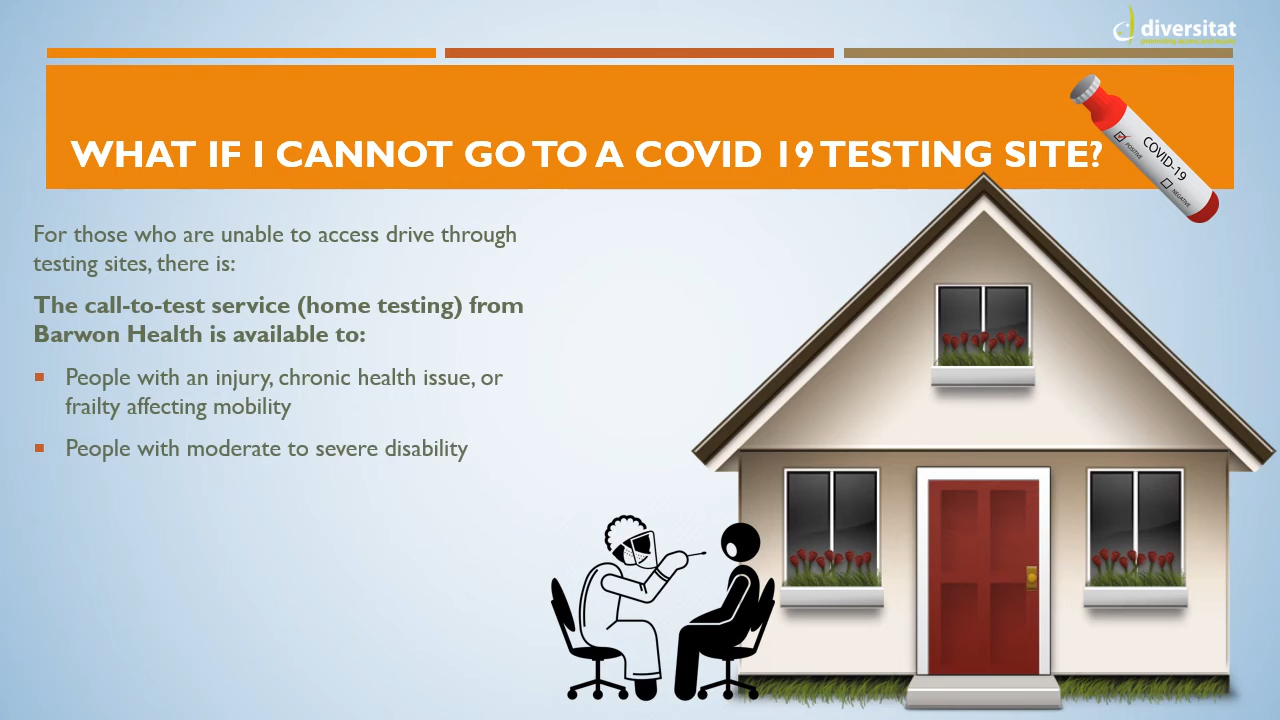 diversitat
WHAT IF I CANNOT GO TO A COVID 19 TESTING SITE?
POSITIVE
COVID-19
NEGATIVE
For those who are unable to access drive through
testing sites, there is:
The call-to-test service (home testing) from
Barwon Health is available to:
People with an injury, chronic health issue, or
frailty affecting mobility
People with moderate to severe disability